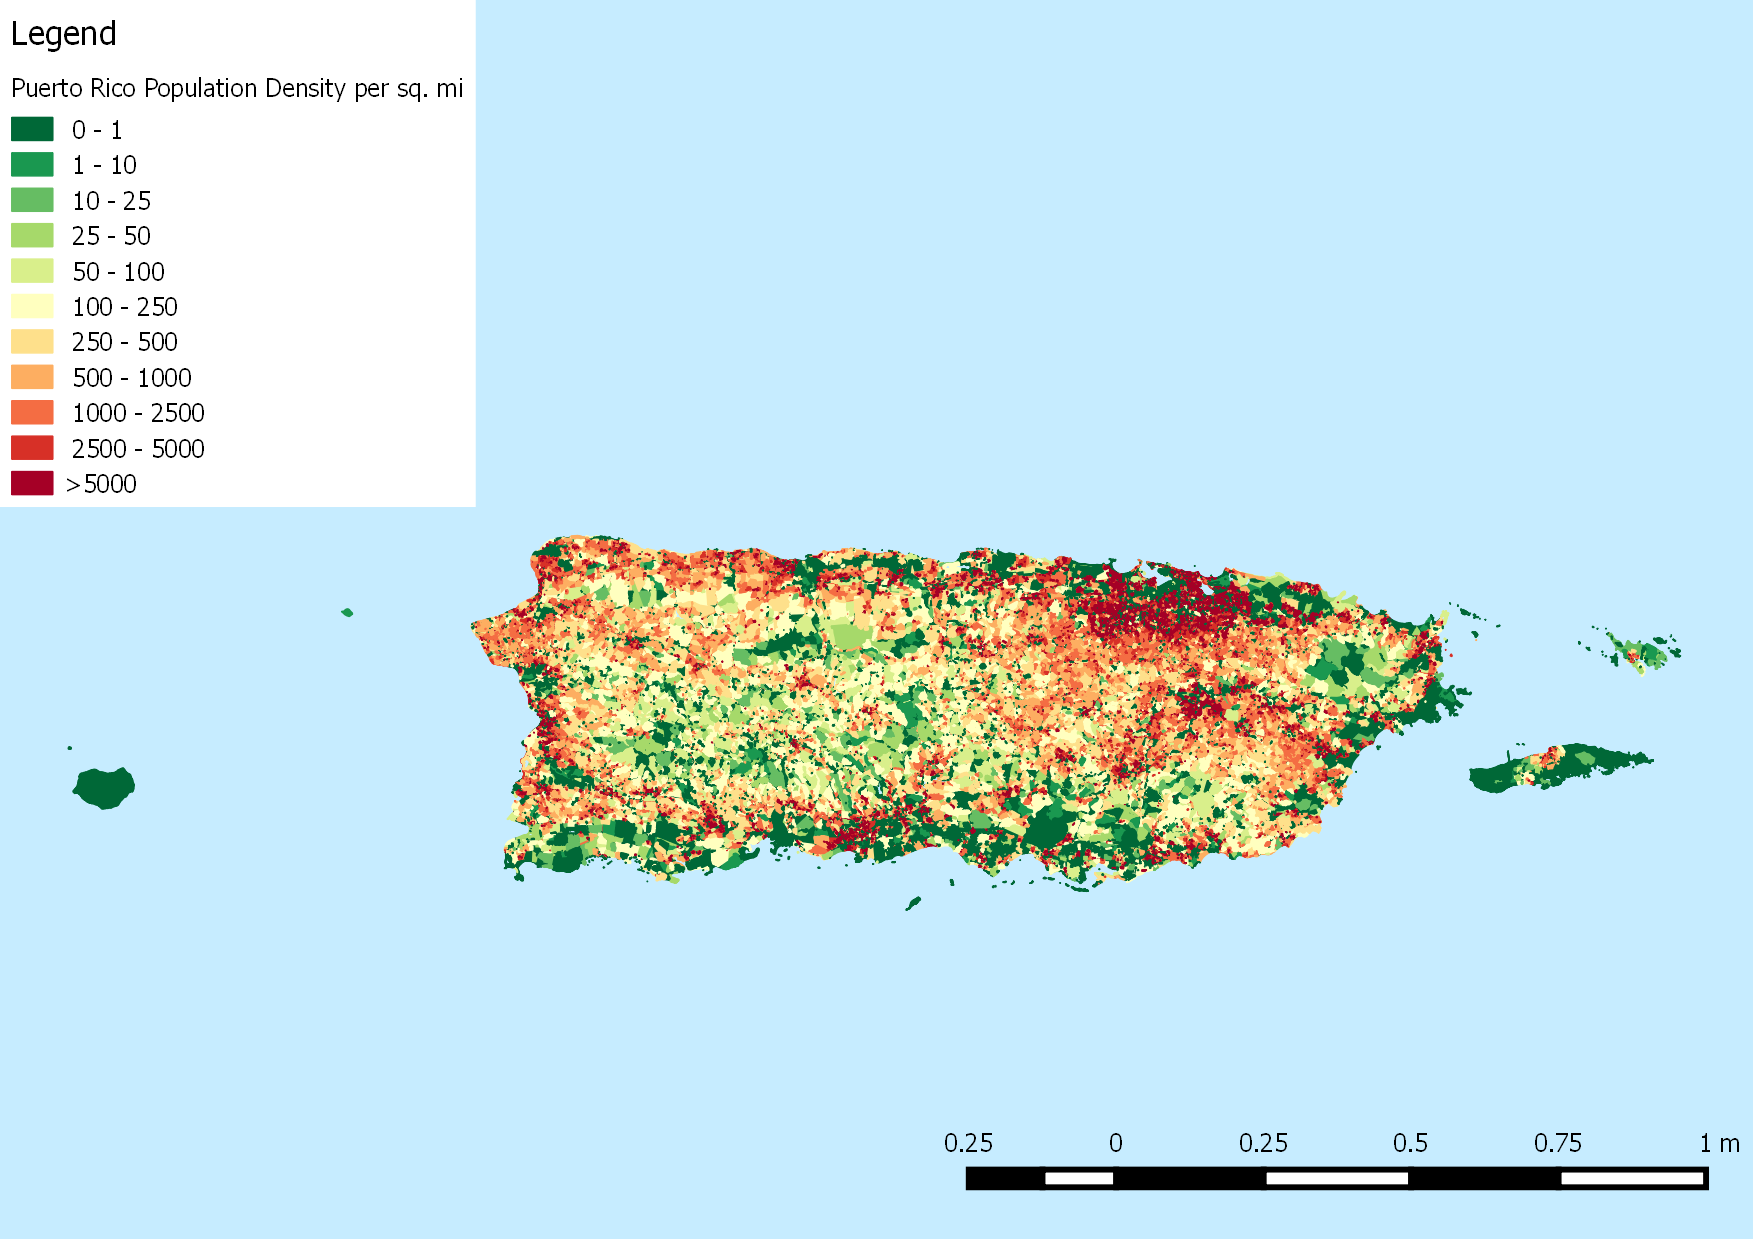 Legend
Puerto Rico Population Density per sq. mi
0 - 1
1 - 10
10 - 25
25 - 50
50 - 100
100 - 250
250 - 500
500 - 1000
1000 - 2500
2500 - 5000
>5000
0.25 0 0.25 0.5 0.75 1 m